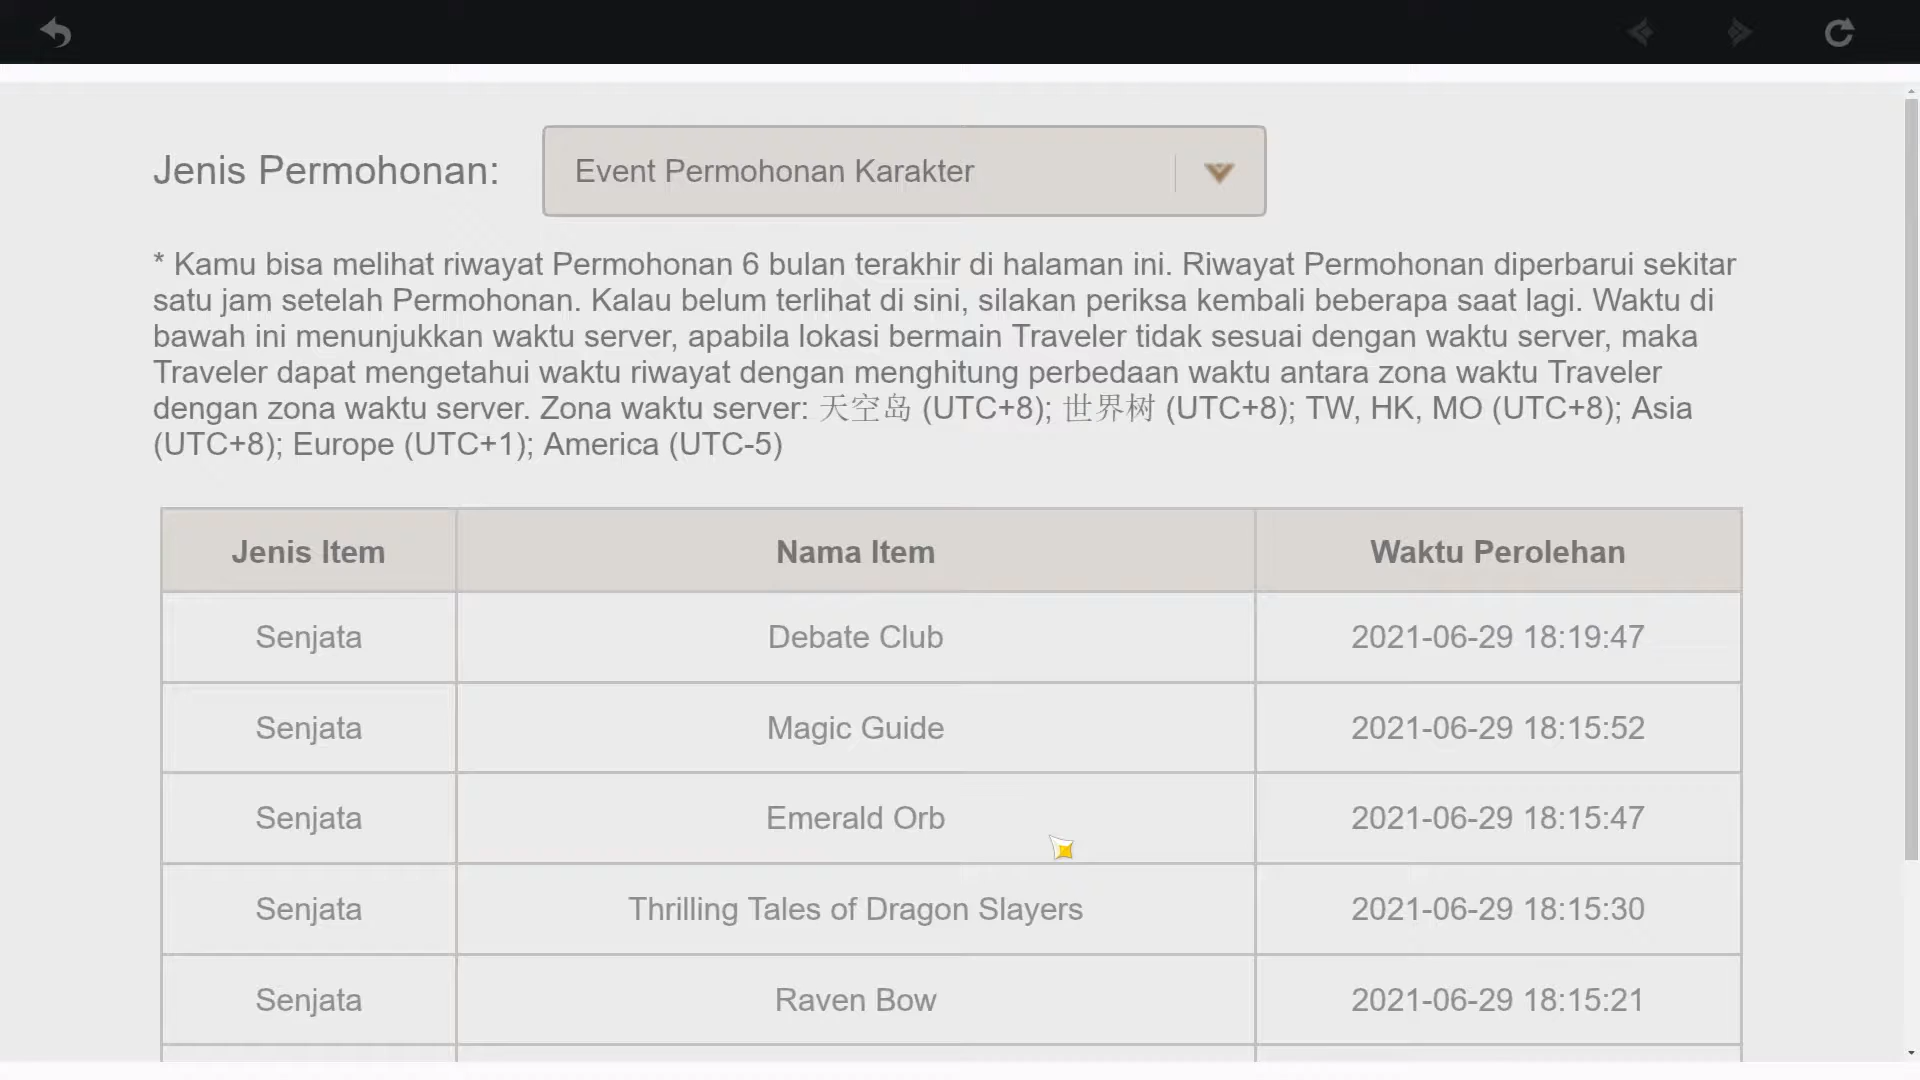 Jenis Permohonan:
Event Permohonan Karakter
* Kamu bisa melihat riwayat Permohonan 6 bulan terakhir di halaman ini. Riwayat Permohonan diperbarui sekitar
satu jam setelah Permohonan. Kalau belum terlihat di sini, silakan periksa kembali beberapa saat lagi. Waktu di
bawah ini menunjukkan waktu server, apabila lokasi bermain Traveler tidak sesuai dengan waktu server, maka
Traveler dapat mengetahui waktu riwayat dengan menghitung perbedaan waktu antara zona waktu Traveler
dengan zona waktu server. Zona waktu server: 天空岛 (UTC+8); 世界树 (UTC+8); TW, HK, MO (UTC+8); Asia
(UTC+8); Europe (UTC+1); America (UTC-5)
Jenis Item Nama Item Waktu Perolehan
Senjata Debate Club 2021-06-29 18:19:47
Senjata Magic Guide 2021-06-29 18:15:52
Senjata Emerald Orb 2021-06-29 18:15:47
Senjata Thrilling Tales of Dragon Slayers 2021-06-29 18:15:30
Senjata Raven Bow 2021-06-29 18:15:21